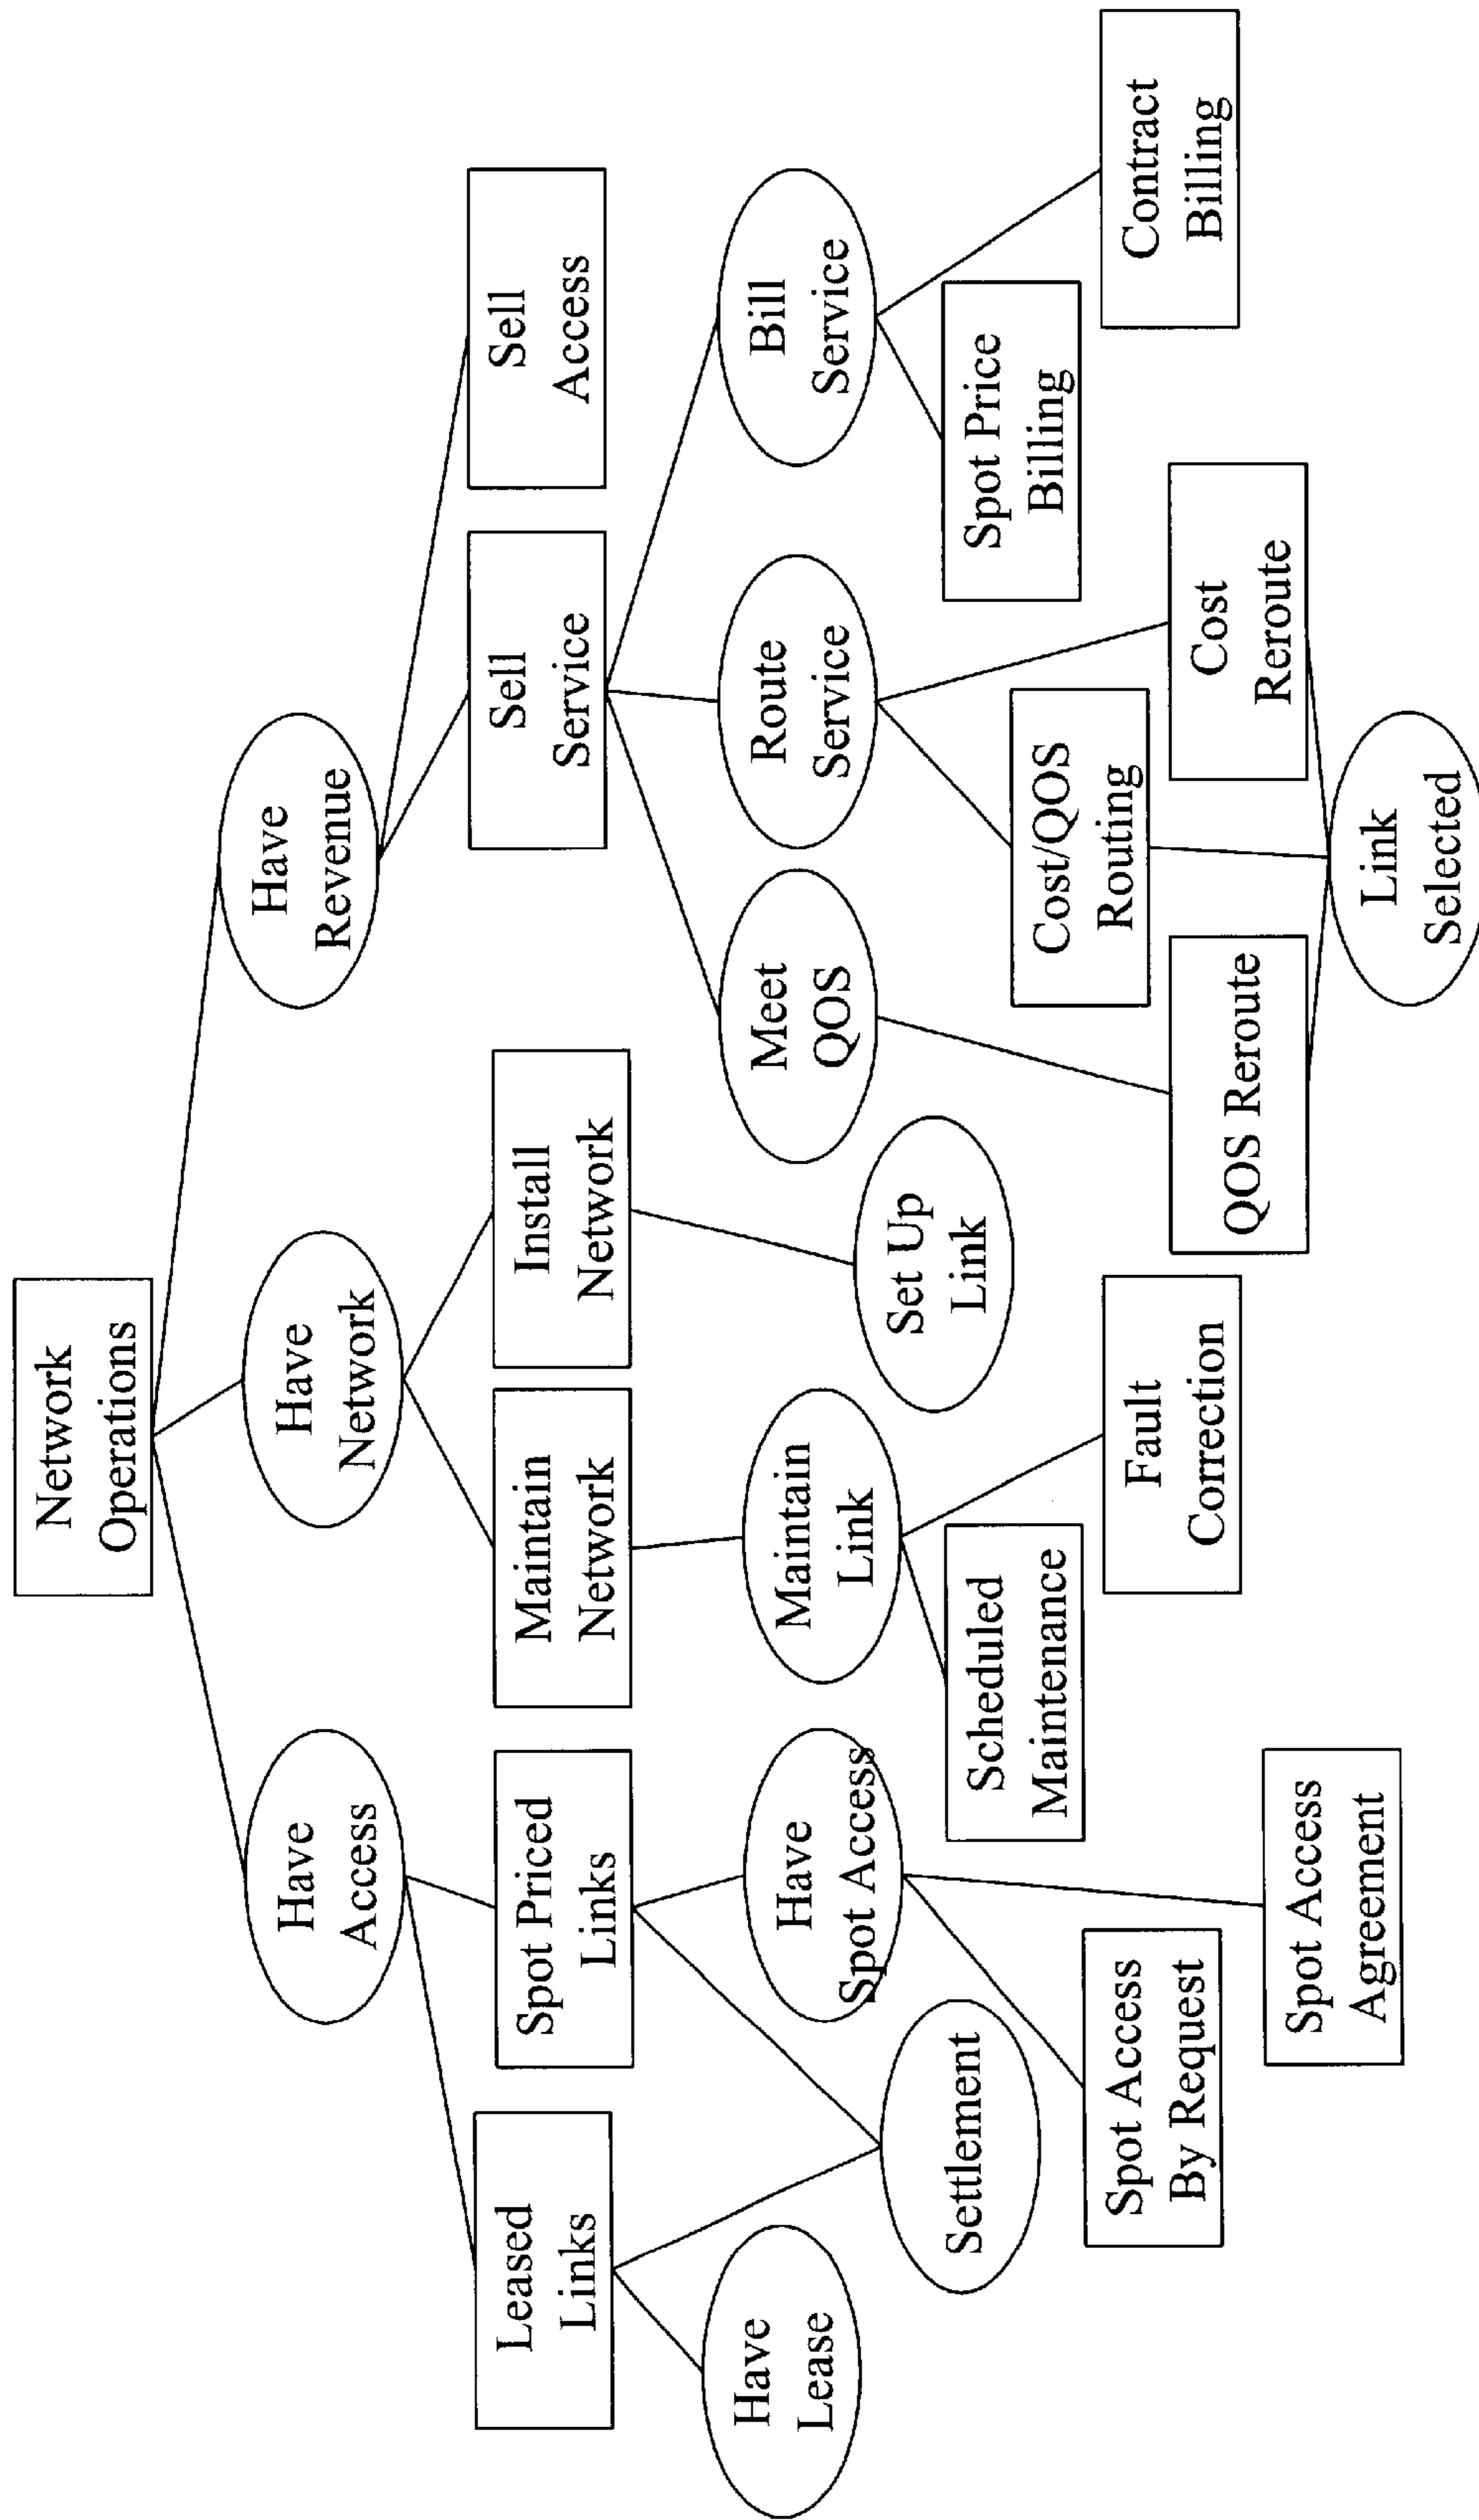 Network
Operations
Have
Access
Have
Network
Have
Revenue
Leased
Links
Spot Priced
Links
Maintain
Network
Install
Network
Sell
Service
Sell
Access
Have
Lease
Settlement
Have
Spot Access
Maintain
Link
Set Up
Link
Meet
QOS
Route
Service
Bill
Service
Spot Access
By Request
Spot Access
Agreement
Scheduled
Maintenance
Fault
Correction
QOS Reroute
Cost/QOS
Routing
Cost
Reroute
Spot Price
Billing
Contract
Billing
Link
Selected